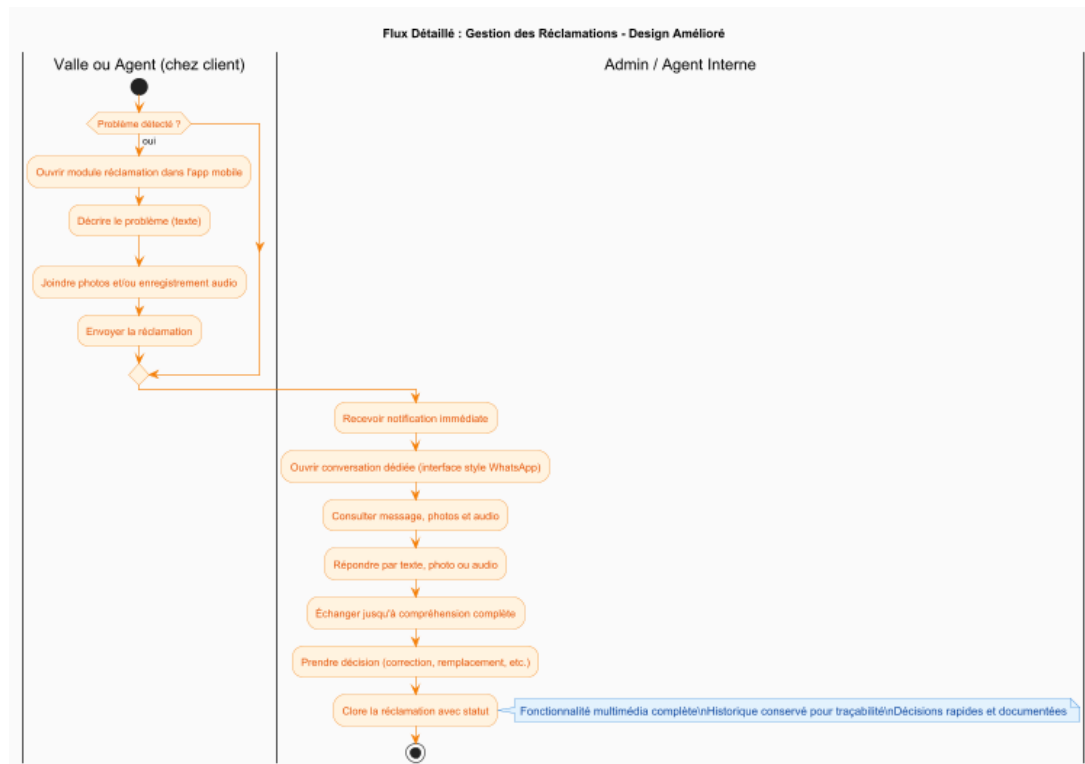 Flux Détaillé : Gestion des Réclamations - Design Amélioré
Valle ou Agent (chez client)
Admin / Agent Interne
Problème détecté ?
oui
Ouvrir module réclamation dans l'app mobile
Décrire le problème (texte)
Joindre photos et/ou enregistrement audio
Envoyer la réclamation
Recevoir notification immédiate
Ouvrir conversation dédiée (interface style WhatsApp)
Consulter message, photos et audio
Répondre par texte, photo ou audio
Échanger jusqu'à compréhension complète
Prendre décision (correction, remplacement, etc.)
Clore la réclamation avec statut
Fonctionnalité multimédia complète\nHistorique conservé pour traçabilité\nDécisions rapides et documentées